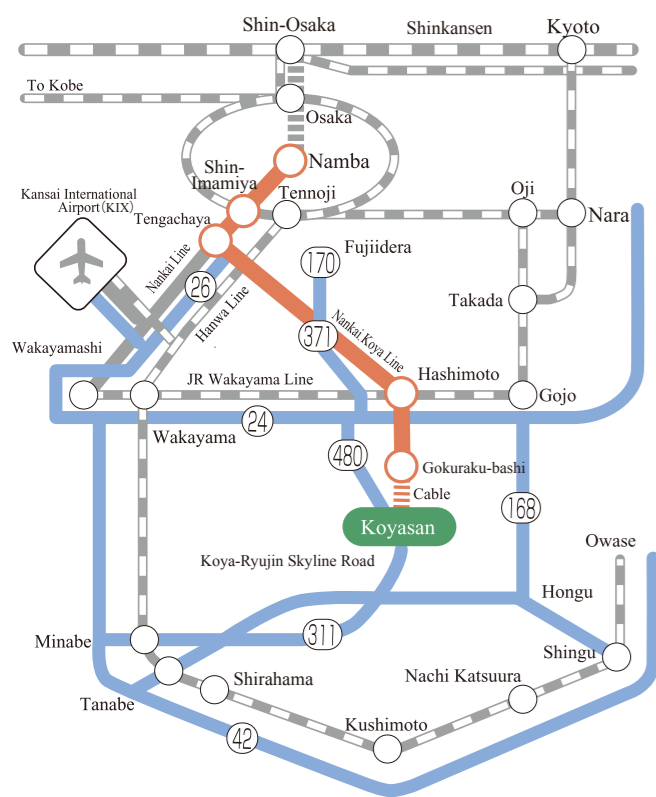 Shin-Osaka
Shinkansen
Kyoto
To Kobe
Osaka
Namba
Shin-
Imamiya
Tennoji
Oji
Kansai International
Airport(KIX)
Tengachaya
Nara
Nankai Line
26
Hanwa Line
170
Fujiidera
Takada
371
Nankai Koya Line
Wakayamashi
JR Wakayama Line
Hashimoto
Gojo
Wakayama
24
480
Gokuraku-bashi
Cable
168
Koyasan
Owase
Koya-Ryujin Skyline Road
Hongu
Minabe
311
Shingu
Tanabe
Shirahama
Nachi Katsuura
Kushimoto
42